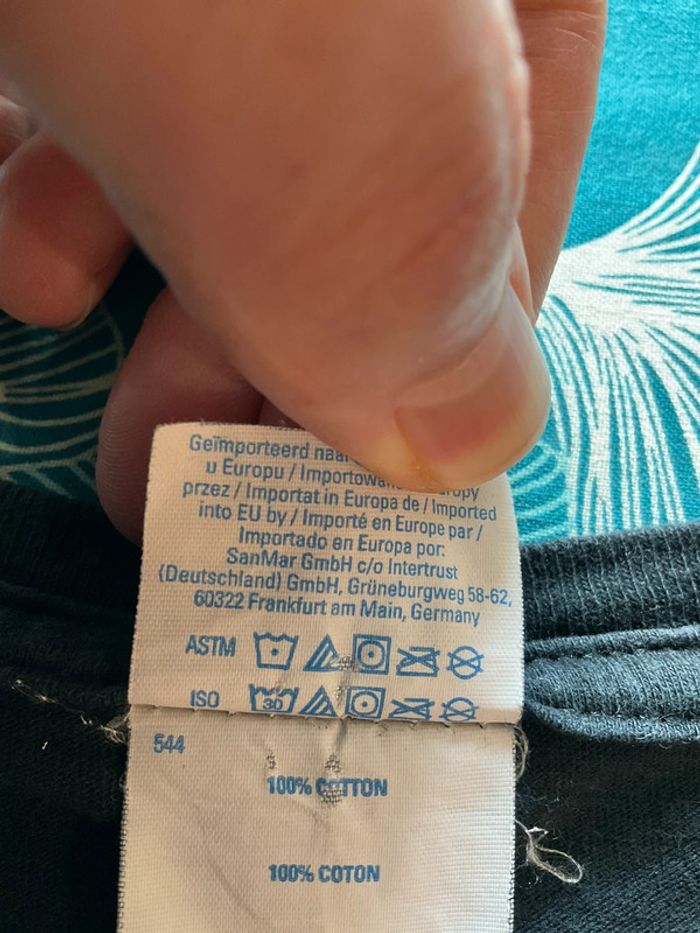 Geïmporteerd naar
u Europu / Importowan
przez / Importat in Europa de / Imported
into EU by / Importé en Europe par /
Importado en Europa por:
SanMar GmbH c/o Intertrust
(Deutschland) GmbH, Grüneburgweg 58-62,
60322 Frankfurt am Main, Germany
ASTM
ISO 30
544
100% COTTON
100% COTON